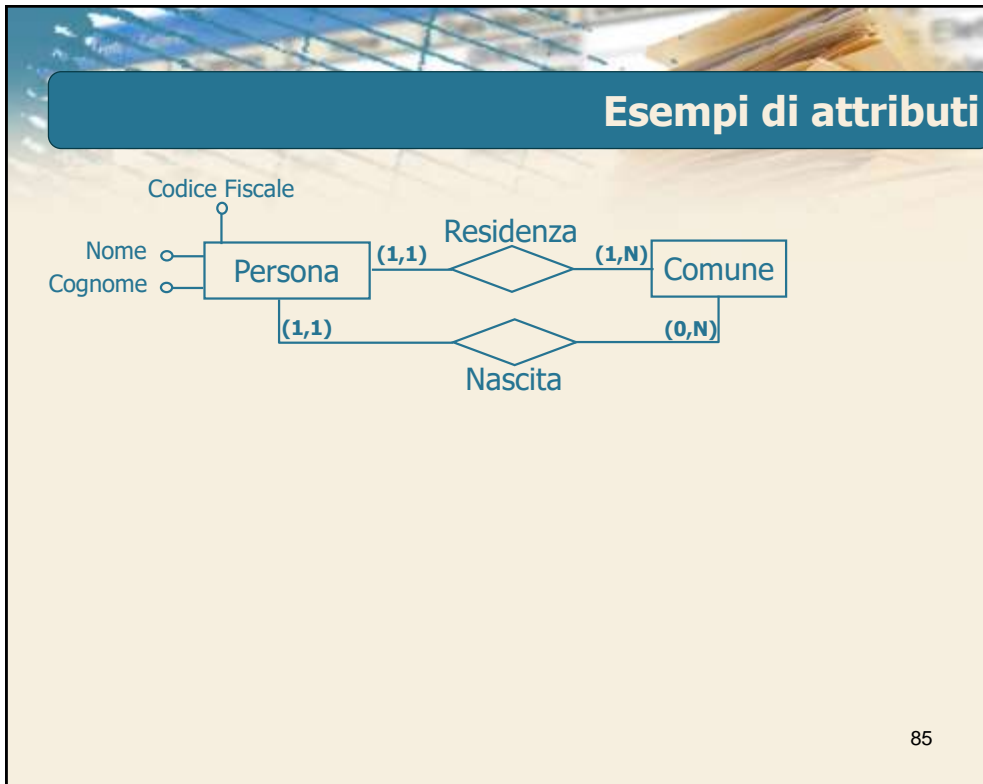 Esempi di attributi
Codice Fiscale
Nome
Cognome
Persona
(1,1)
Residenza
(1,N)
Comune
(1,1)
(0,N)
Nascita
85